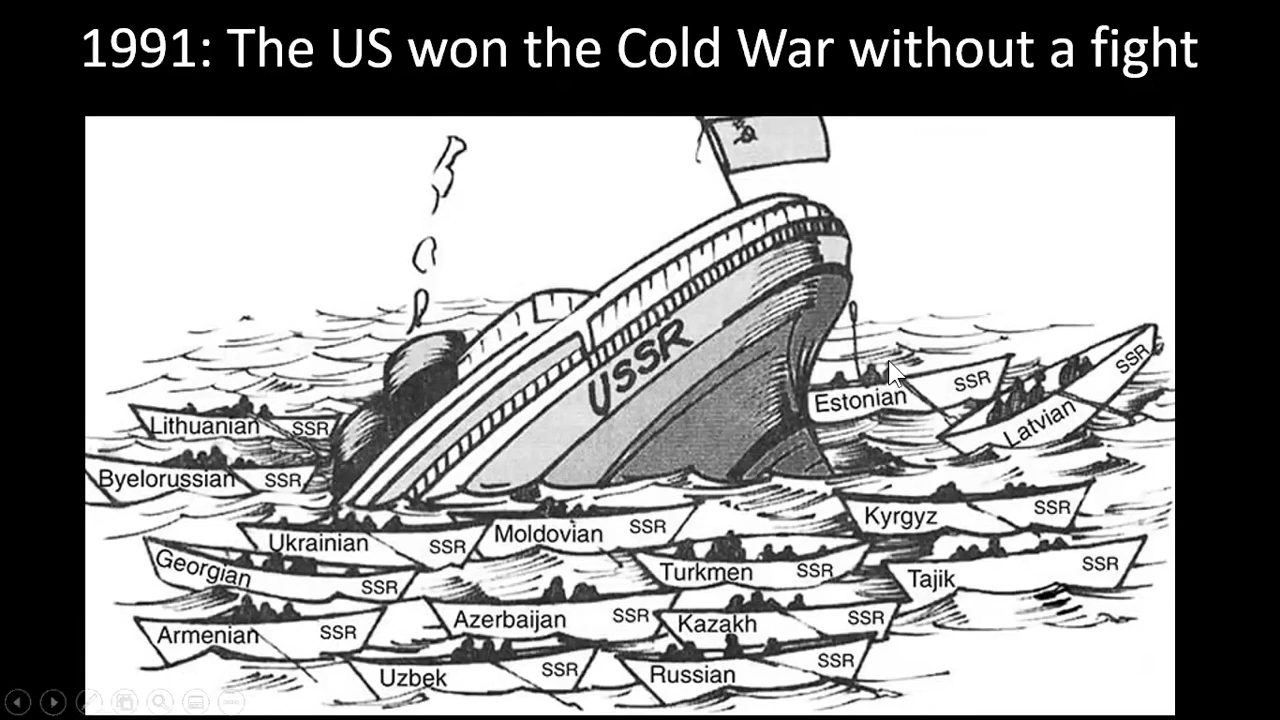 1991: The US won the Cold War without a fight
USSR
Estonian SSR
Latvian SSR
Lithuanian SSR
Byelorussian SSR
Kyrgyz SSR
Ukrainian SSR
Moldovian SSR
Georgian SSR
Turkmen SSR
Tajik SSR
Armenian SSR
Azerbaijan SSR
Kazakh SSR
Uzbek SSR
Russian SSR